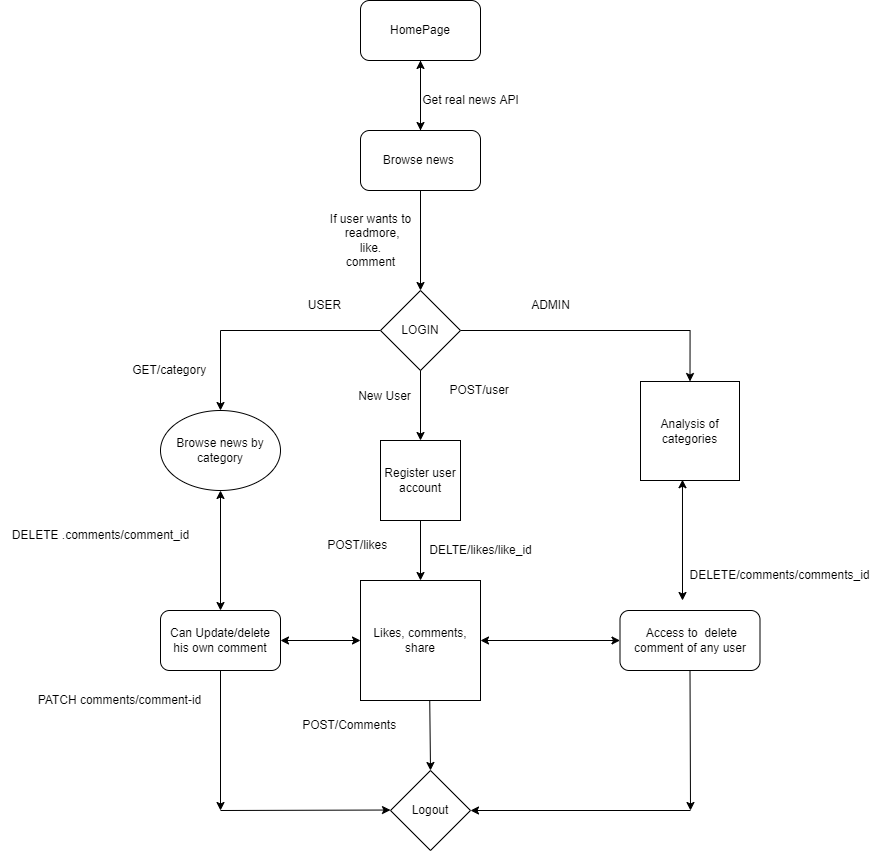 HomePage
Get real news API
Browse news
If user wants to
readmore,
like.
comment
USER
ADMIN
LOGIN
GET/category
New User
POST/user
Browse news by
category
Register user
account
Analysis of
categories
DELETE .comments/comment_id
POST/likes
DELTE/likes/like_id
DELETE/comments/comments_id
Can Update/delete
his own comment
Likes, comments,
share
Access to delete
comment of any user
PATCH comments/comment-id
POST/Comments
Logout